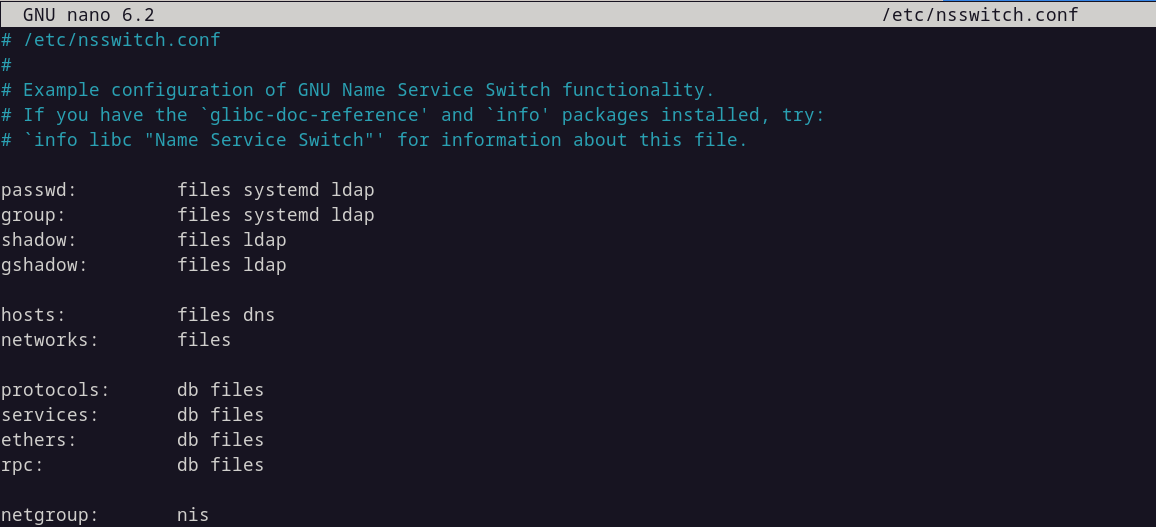 GNU nano 6.2 /etc/nsswitch.conf
# /etc/nsswitch.conf
#
# Example configuration of GNU Name Service Switch functionality.
# If you have the `glibc-doc-reference' and `info' packages installed, try:
# `info libc "Name Service Switch"' for information about this file.
passwd: files systemd ldap
group: files systemd ldap
shadow: files ldap
gshadow: files ldap
hosts: files dns
networks: files
protocols: db files
services: db files
ethers: db files
rpc: db files
netgroup: nis